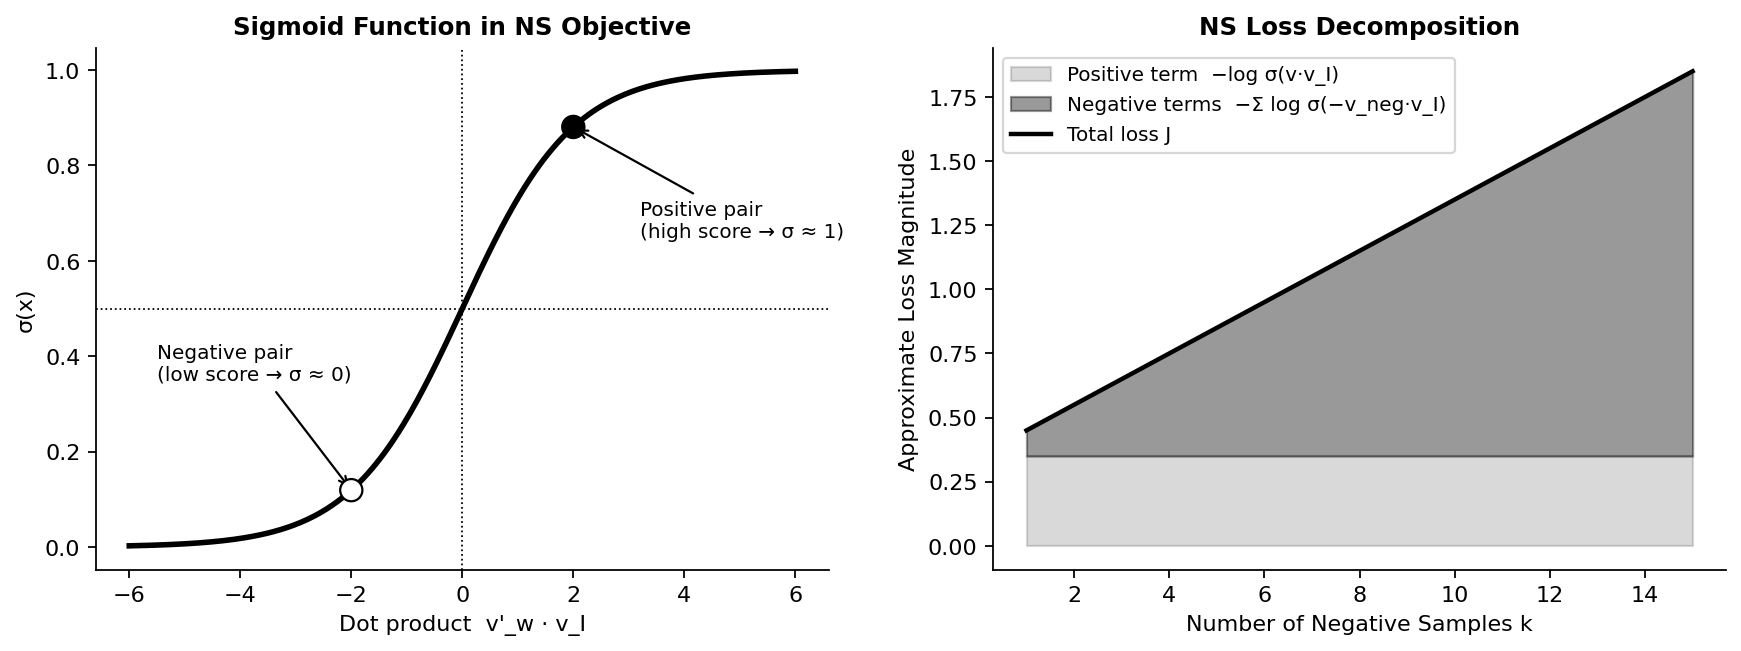 Sigmoid Function in NS Objective
σ(x)
1.0
0.8
0.6
0.4
0.2
0.0
Positive pair
(high score → σ ≈ 1)
Negative pair
(low score → σ ≈ 0)
−6 −4 −2 0 2 4 6
Dot product v'_w · v_I
NS Loss Decomposition
Approximate Loss Magnitude
Positive term −log σ(v·v_I)
Negative terms −Σ log σ(−v_neg·v_I)
Total loss J
1.75
1.50
1.25
1.00
0.75
0.50
0.25
0.00
2 4 6 8 10 12 14
Number of Negative Samples k